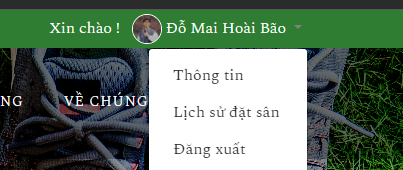 Xin chào ! Đỗ Mai Hoài Bão
Thông tin
NG VỀ CHÚNG
Lịch sử đặt sân
Đăng xuất